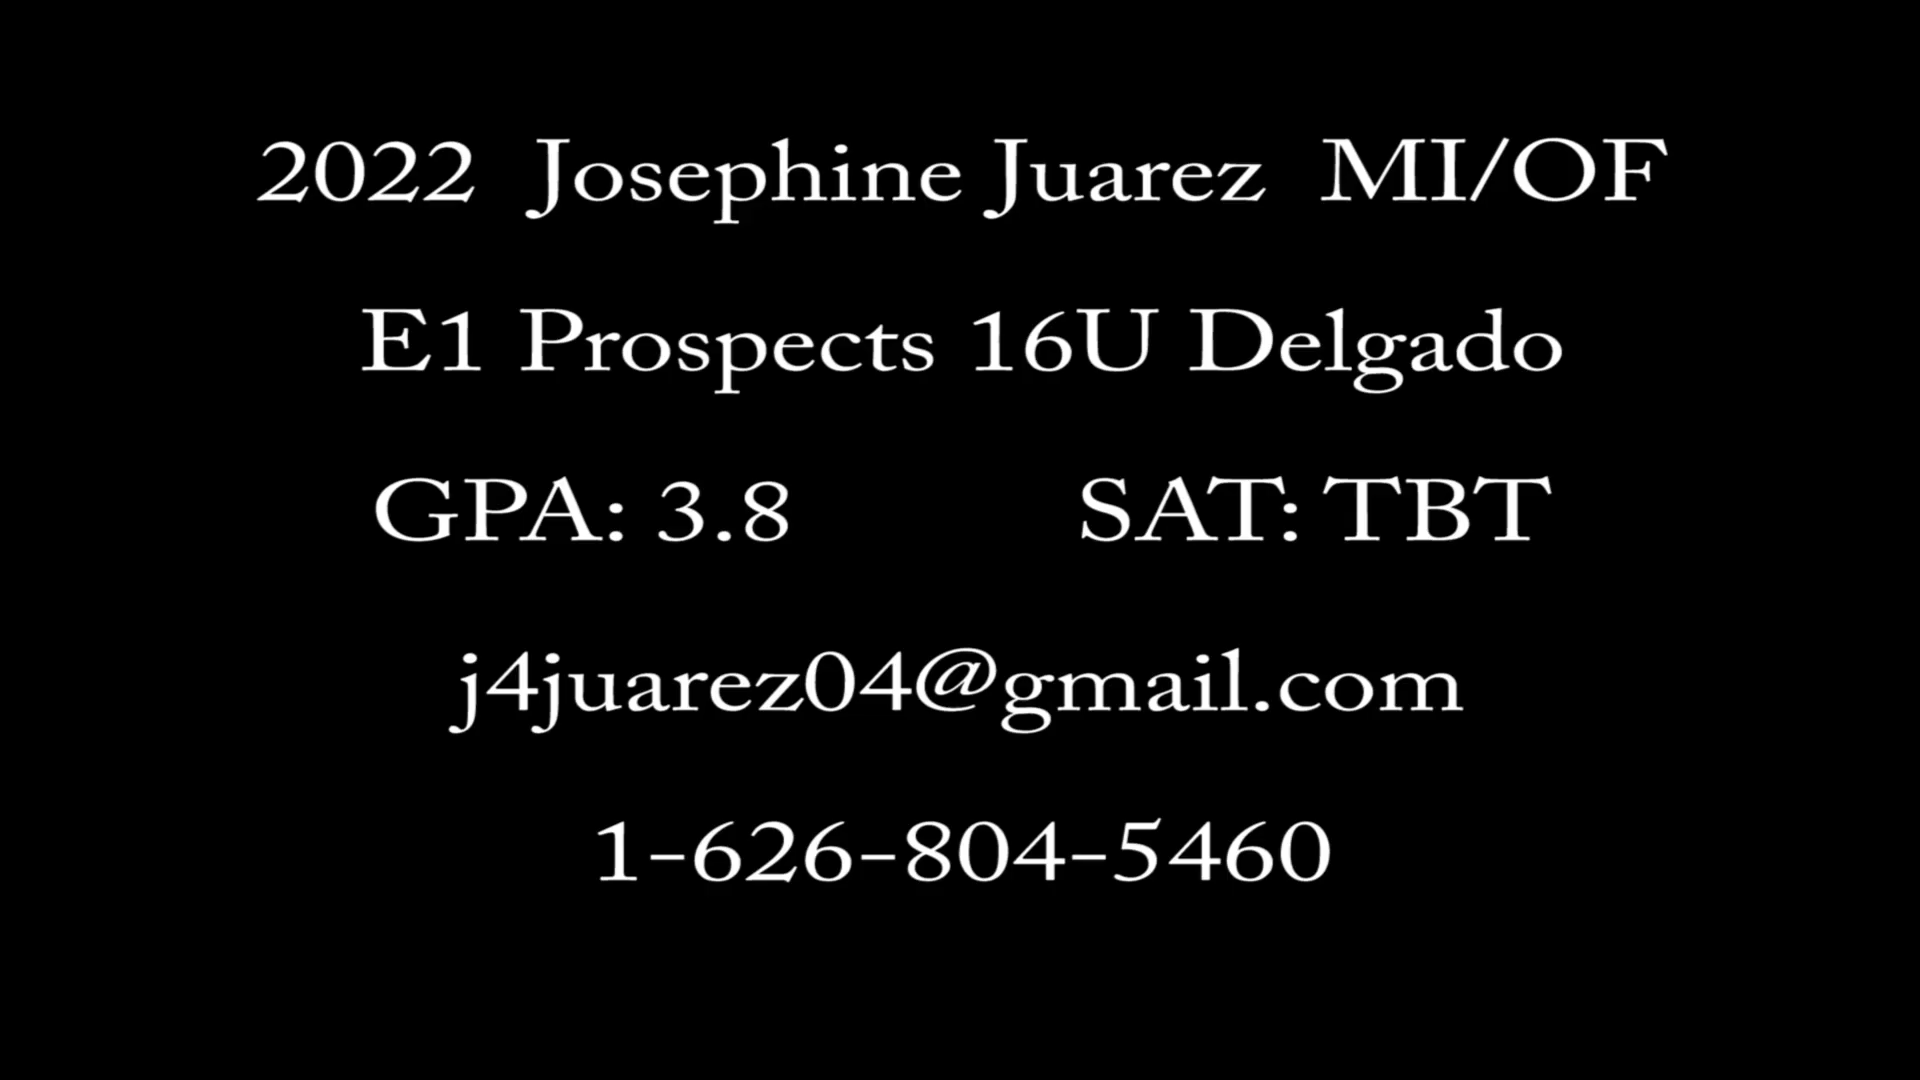 2022 Josephine Juarez MI/OF
E1 Prospects 16U Delgado
GPA: 3.8 SAT: TBT
j4juarez04@gmail.com
1-626-804-5460